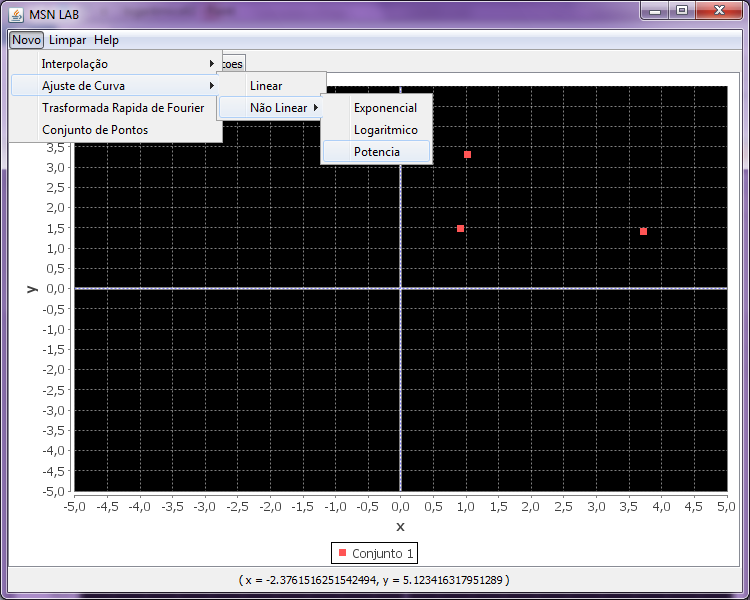 MSN LAB
Novo Limpar Help
Interpolação
Ajuste de Curva
Trasformada Rapida de Fourier
Conjunto de Pontos
Linear
Não Linear
Exponencial
Logaritmico
Potencia
3,5
3,0
2,5
2,0
1,5
1,0
0,5
0,0
-0,5
-1,0
-1,5
-2,0
-2,5
-3,0
-3,5
-4,0
-4,5
-5,0
y
-5,0 -4,5 -4,0 -3,5 -3,0 -2,5 -2,0 -1,5 -1,0 -0,5 0,0 0,5 1,0 1,5 2,0 2,5 3,0 3,5 4,0 4,5 5,0
x
Conjunto 1
( x = -2.3761516251542494, y = 5.123416317951289 )